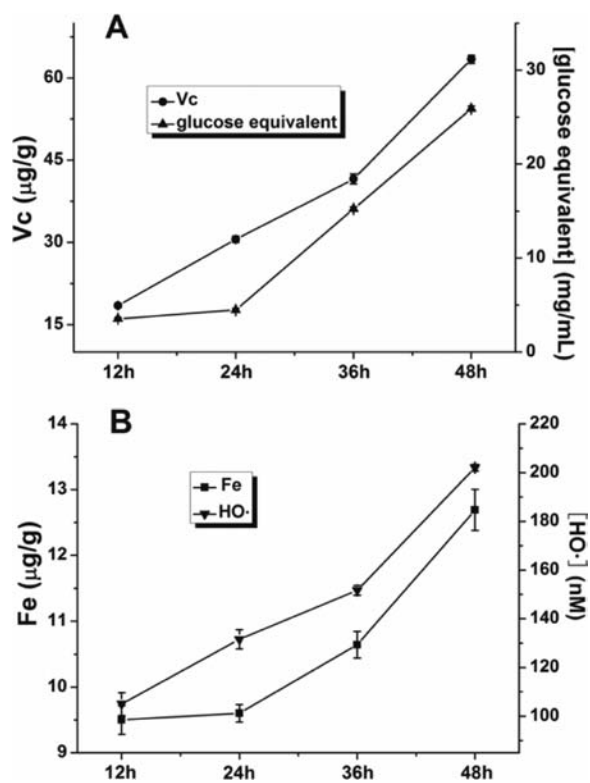 A
Vc (µg/g)
60
45
30
15
Vc
glucose equivalent
30
20
10
0
[glucose equivalent] (mg/mL)
12h 24h 36h 48h
B
Fe (µg/g)
14
13
12
11
10
9
Fe
HO·
220
200
180
160
140
120
100
[HO·] (nM)
12h 24h 36h 48h